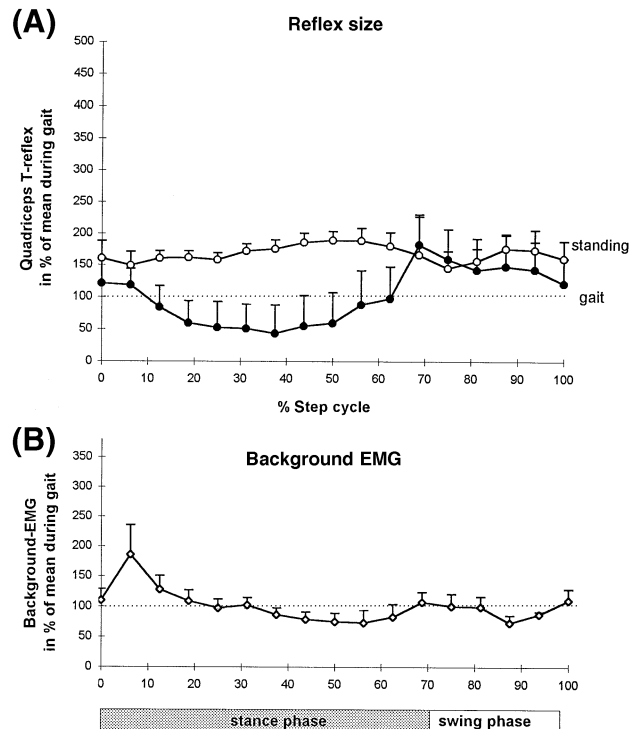 (A)
Reflex size
Quadriceps T-reflex
in % of mean during gait
500
450
400
350
300
250
200
150
100
50
0
standing
gait
0 10 20 30 40 50 60 70 80 90 100
% Step cycle
(B)
Background EMG
Background-EMG
in % of mean during gait
350
300
250
200
150
100
50
0
0 10 20 30 40 50 60 70 80 90 100
stance phase swing phase